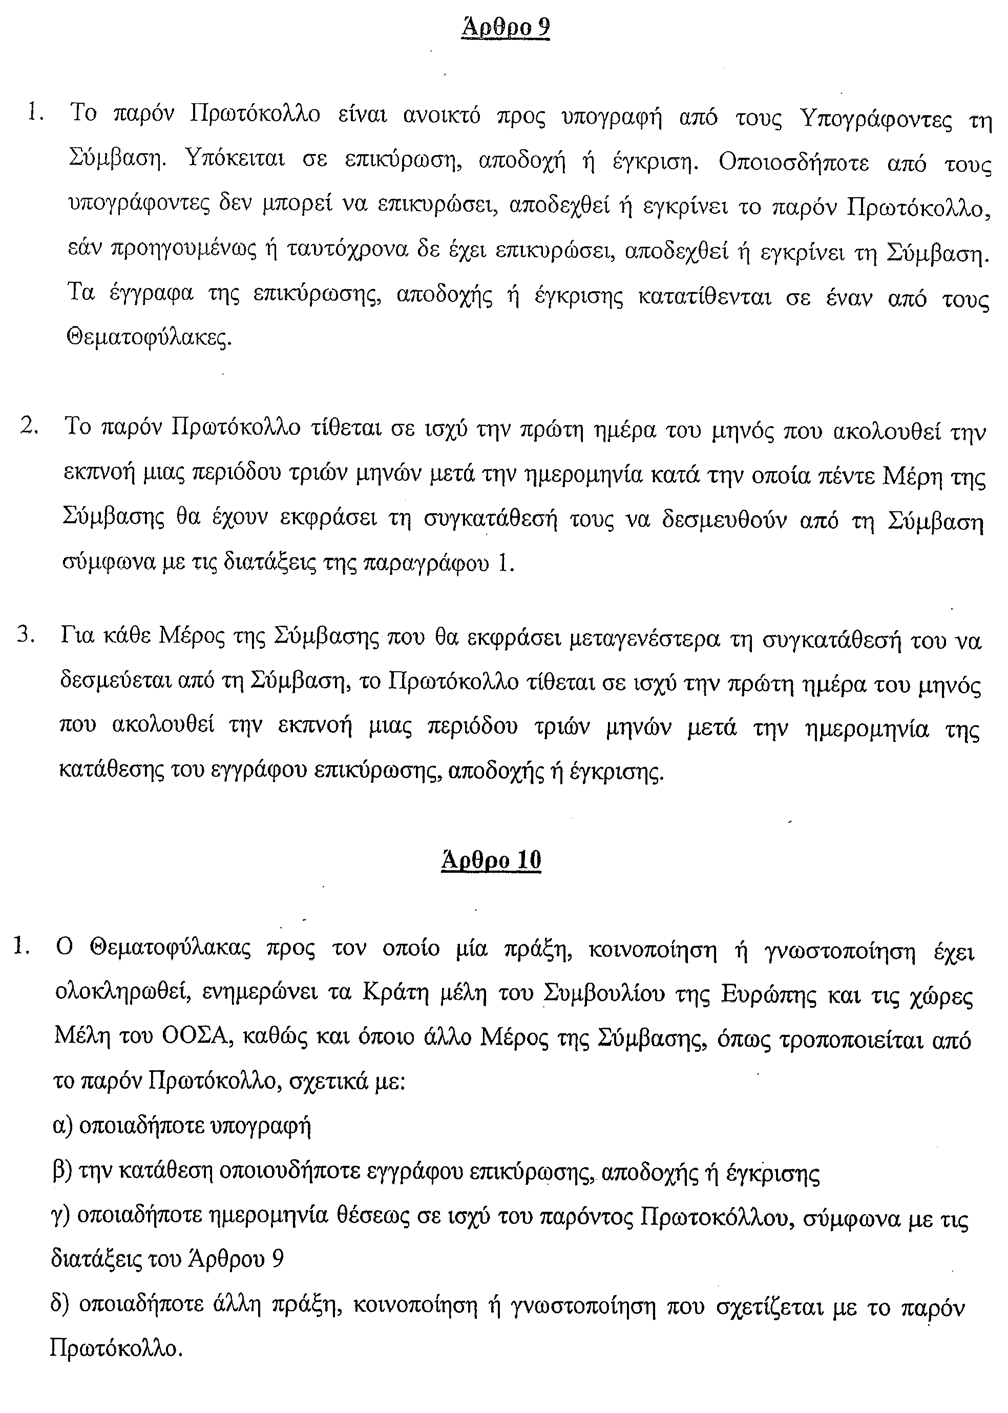 Άρθρο 9
1. Το παρόν Πρωτόκολλο είναι ανοικτό προς υπογραφή από τους Υπογράφοντες τη
Σύμβαση. Υπόκειται σε επικύρωση, αποδοχή ή έγκριση. Οποιοσδήποτε από τους
υπογράφοντες δεν μπορεί να επικυρώσει, αποδεχθεί ή εγκρίνει το παρόν Πρωτόκολλο,
εάν προηγουμένως ή ταυτόχρονα δε έχει επικυρώσει, αποδεχθεί ή εγκρίνει τη Σύμβαση.
Τα έγγραφα της επικύρωσης, αποδοχής ή έγκρισης κατατίθενται σε έναν από τους
Θεματοφύλακες.
2. Το παρόν Πρωτόκολλο τίθεται σε ισχύ την πρώτη ημέρα του μηνός που ακολουθεί την
εκπνοή μιας περιόδου τριών μηνών μετά την ημερομηνία κατά την οποία πέντε Μέρη της
Σύμβασης θα έχουν εκφράσει τη συγκατάθεσή τους να δεσμευθούν από τη Σύμβαση
σύμφωνα με τις διατάξεις της παραγράφου 1.
3. Για κάθε Μέρος της Σύμβασης που θα εκφράσει μεταγενέστερα τη συγκατάθεσή του να
δεσμεύεται από τη Σύμβαση, το Πρωτόκολλο τίθεται σε ισχύ την πρώτη ημέρα του μηνός
που ακολουθεί την εκπνοή μιας περιόδου τριών μηνών μετά την ημερομηνία της
κατάθεσης του εγγράφου επικύρωσης, αποδοχής ή έγκρισης.
Άρθρο 10
1. Ο Θεματοφύλακας προς τον οποίο μία πράξη, κοινοποίηση ή γνωστοποίηση έχει
ολοκληρωθεί, ενημερώνει τα Κράτη μέλη του Συμβουλίου της Ευρώπης και τις χώρες
Μέλη του ΟΟΣΑ, καθώς και όποιο άλλο Μέρος της Σύμβασης, όπως τροποποιείται από
το παρόν Πρωτόκολλο, σχετικά με:
α) οποιαδήποτε υπογραφή
β) την κατάθεση οποιουδήποτε εγγράφου επικύρωσης, αποδοχής ή έγκρισης
γ) οποιαδήποτε ημερομηνία θέσεως σε ισχύ του παρόντος Πρωτοκόλλου, σύμφωνα με τις
διατάξεις του Άρθρου 9
δ) οποιαδήποτε άλλη πράξη, κοινοποίηση ή γνωστοποίηση που σχετίζεται με το παρόν
Πρωτόκολλο.